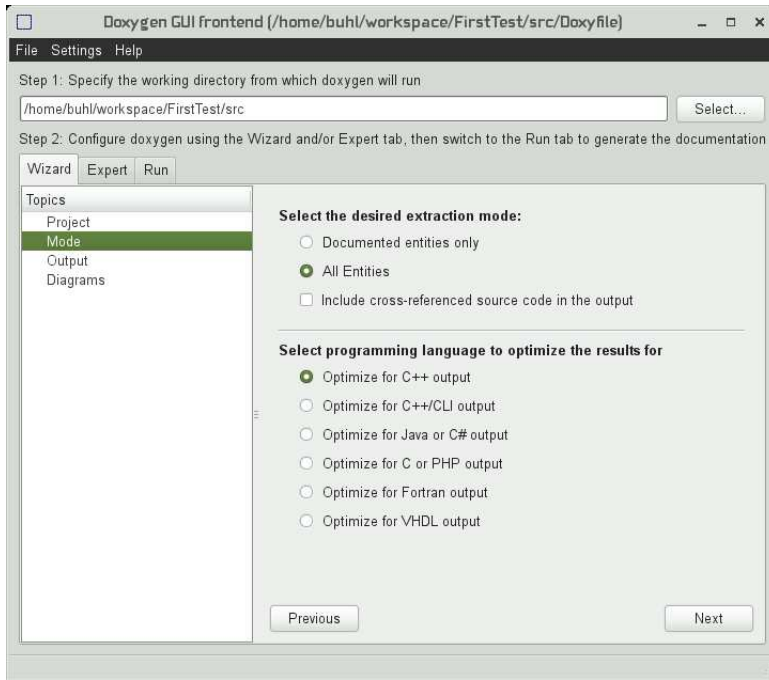 Doxygen GUI frontend (/home/buhl/workspace/FirstTest/src/Doxyfile)
File Settings Help
Step 1: Specify the working directory from which doxygen will run
/home/buhl/workspace/FirstTest/src
Select...
Step 2: Configure doxygen using the Wizard and/or Expert tab, then switch to the Run tab to generate the documentation
Wizard Expert Run
Topics
Project
Mode
Output
Diagrams
Select the desired extraction mode:
Documented entities only
All Entities
Include cross-referenced source code in the output
Select programming language to optimize the results for
Optimize for C++ output
Optimize for C++/CLI output
Optimize for Java or C# output
Optimize for C or PHP output
Optimize for Fortran output
Optimize for VHDL output
Previous
Next